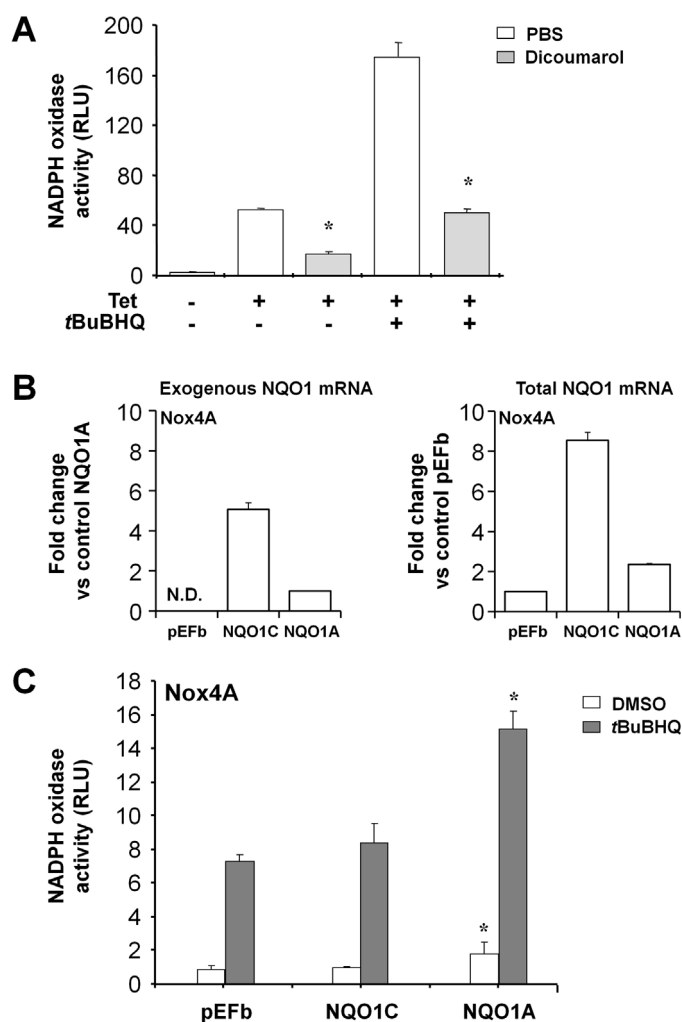 A
NADPH oxidase
activity (RLU)
200
160
120
80
40
0
PBS
Dicoumarol
*
*
Tet - + + + +
tBuBHQ - - - + +
B
Exogenous NQO1 mRNA
Fold change
vs control NQO1A
10
8
6
4
2
0
Nox4A
N.D.
pEFb NQO1C NQO1A
Total NQO1 mRNA
Fold change
vs control pEFb
10
8
6
4
2
0
Nox4A
pEFb NQO1C NQO1A
C
NADPH oxidase
activity (RLU)
18
16
14
12
10
8
6
4
2
0
Nox4A
DMSO
tBuBHQ
*
*
pEFb NQO1C NQO1A